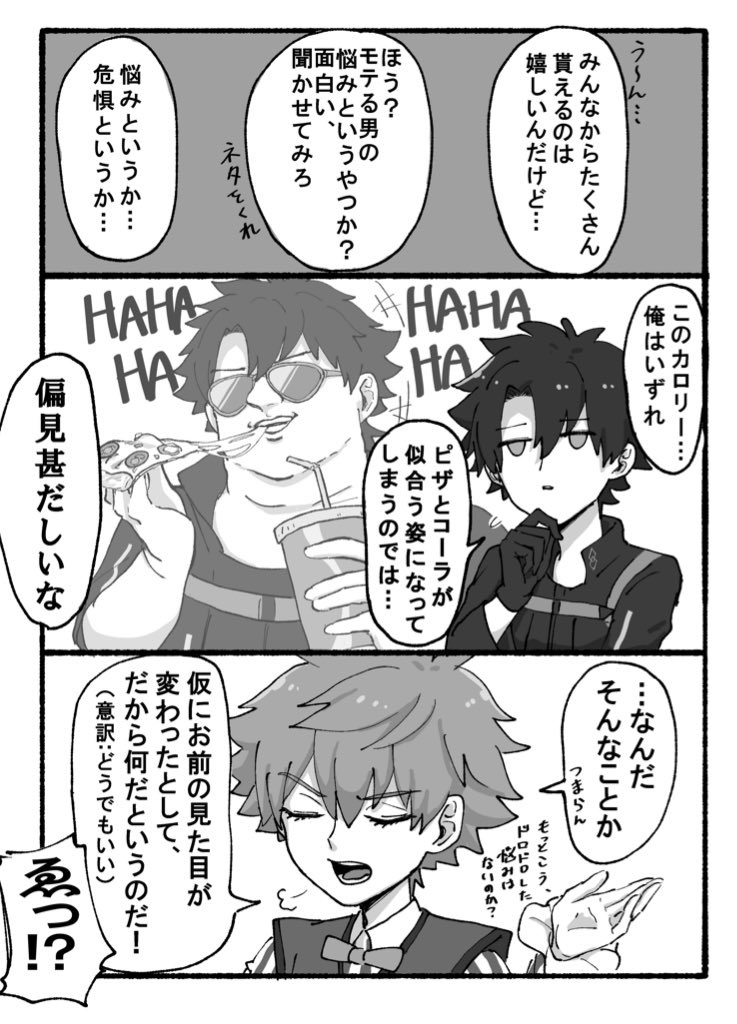 う〜ん…
みんなからたくさん
貰えるのは
嬉しいんだけど…
ほう？
モテる男の
悩みというやつか？
面白い、
聞かせてみろ
ネタをくれ
悩みというか…
危惧というか…
このカロリー…
俺はいずれ
HAHA
HA
HAHA
HA
ピザとコーラが
似合う姿になって
しまうのでは…
偏見甚だしいな
…なんだ
そんなことか
つまらん
もっとこう、
ドロドロした
悩みは
ないのか？
仮にお前の見た目が
変わったとして、
だから何だというのだ！
（意訳：どうでもいい）
ゑっ!?